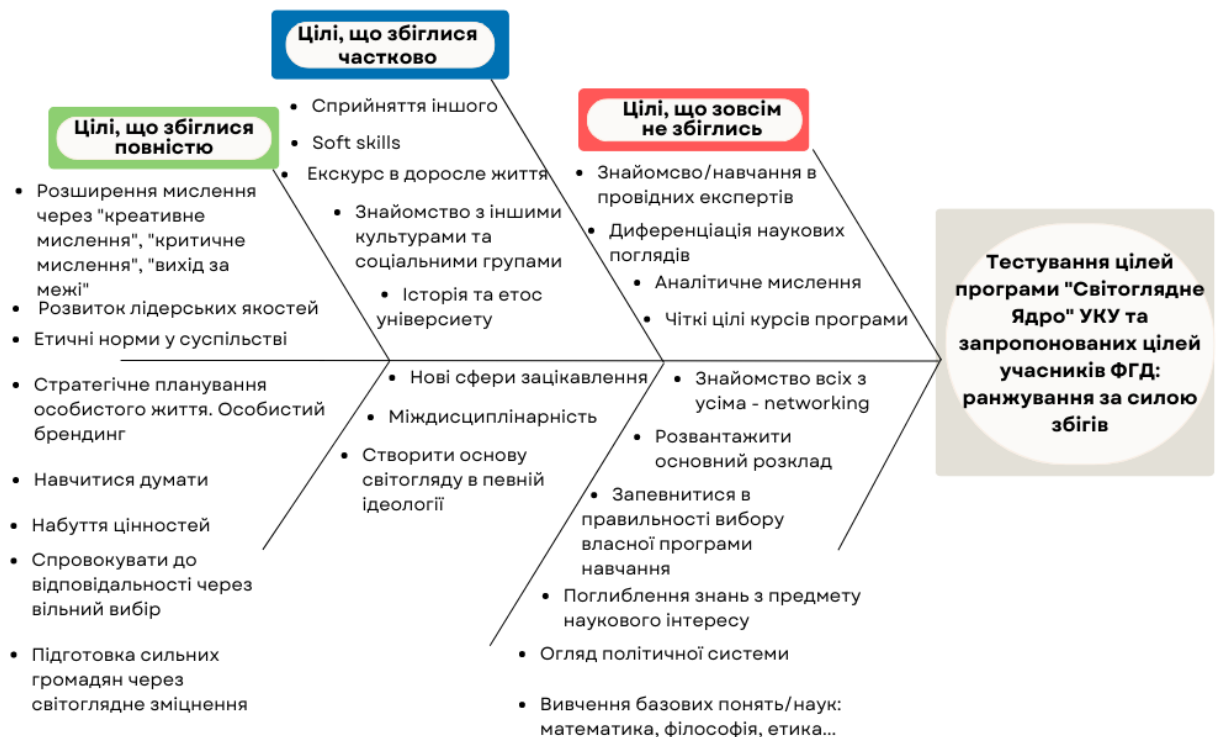 Цілі, що збіглися
частково
Цілі, що збіглися
повністю
Цілі, що зовсім
не збіглись
• Розширення мислення
через "креативне
мислення", "критичне
мислення", "вихід за
межі"
• Розвиток лідерських якостей
• Етичні норми у суспільстві
• Стратегічне планування
особистого життя. Особистий
брендинг
• Навчитися думати
• Набуття цінностей
• Спровокувати до
відповідальності через
вільний вибір
• Підготовка сильних
громадян через
світоглядне зміцнення
• Сприйняття іншого
• Soft skills
• Екскурс в доросле життя
• Знайомство з іншими
культурами та
соціальними групами
• Історія та етос
універсиету
• Нові сфери зацікавлення
• Міждисциплінарність
• Створити основу
світогляду в певній
ідеології
• Знайомсво/навчання в
провідних експертів
• Диференціація наукових
поглядів
• Аналітичне мислення
• Чіткі цілі курсів програми
• Знайомство всіх з
усіма - networking
• Розвантажити
основний розклад
• Запевнитися в
правильності вибору
власної програми
навчання
• Поглиблення знань з предмету
наукового інтересу
• Огляд політичної системи
• Вивчення базових понять/наук:
математика, філософія, етика...
Тестування цілей
програми "Світоглядне
Ядро" УКУ та
запропонованих цілей
учасників ФГД:
ранжування за силою
збігів